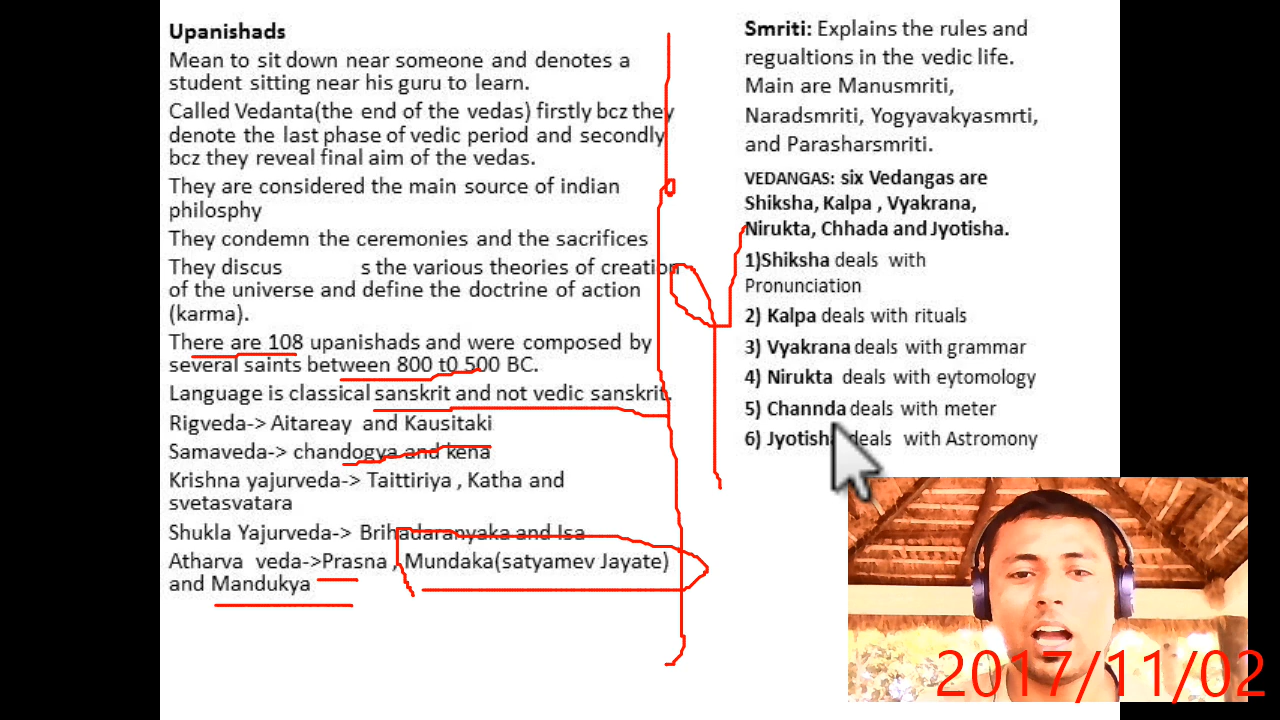 Upanishads
Mean to sit down near someone and denotes a
student sitting near his guru to learn.
Called Vedanta(the end of the vedas) firstly bcz they
denote the last phase of vedic period and secondly
bcz they reveal final aim of the vedas.
They are considered the main source of indian
philosphy
They condemn the ceremonies and the sacrifices
They discus s the various theories of creation
of the universe and define the doctrine of action
(karma).
There are 108 upanishads and were composed by
several saints between 800 t0 500 BC.
Language is classical sanskrit and not vedic sanskrit.
Rigveda-> Aitareay and Kausitaki
Samaveda-> chandogya and kena
Krishna yajurveda-> Taittiriya , Katha and
svetasvatara
Shukla Yajurveda-> Brihadaranyaka and Isa
Atharva veda->Prasna , Mundaka(satyamev Jayate)
and Mandukya
Smriti: Explains the rules and
regualtions in the vedic life.
Main are Manusmriti,
Naradsmriti, Yogyavakyasmrti,
and Parasharsmriti.
VEDANGAS: six Vedangas are
Shiksha, Kalpa , Vyakrana,
Nirukta, Chhada and Jyotisha.
1)Shiksha deals with
Pronunciation
2) Kalpa deals with rituals
3) Vyakrana deals with grammar
4) Nirukta deals with eytomology
5) Channda deals with meter
6) Jyotisha deals with Astromony
2017/11/02